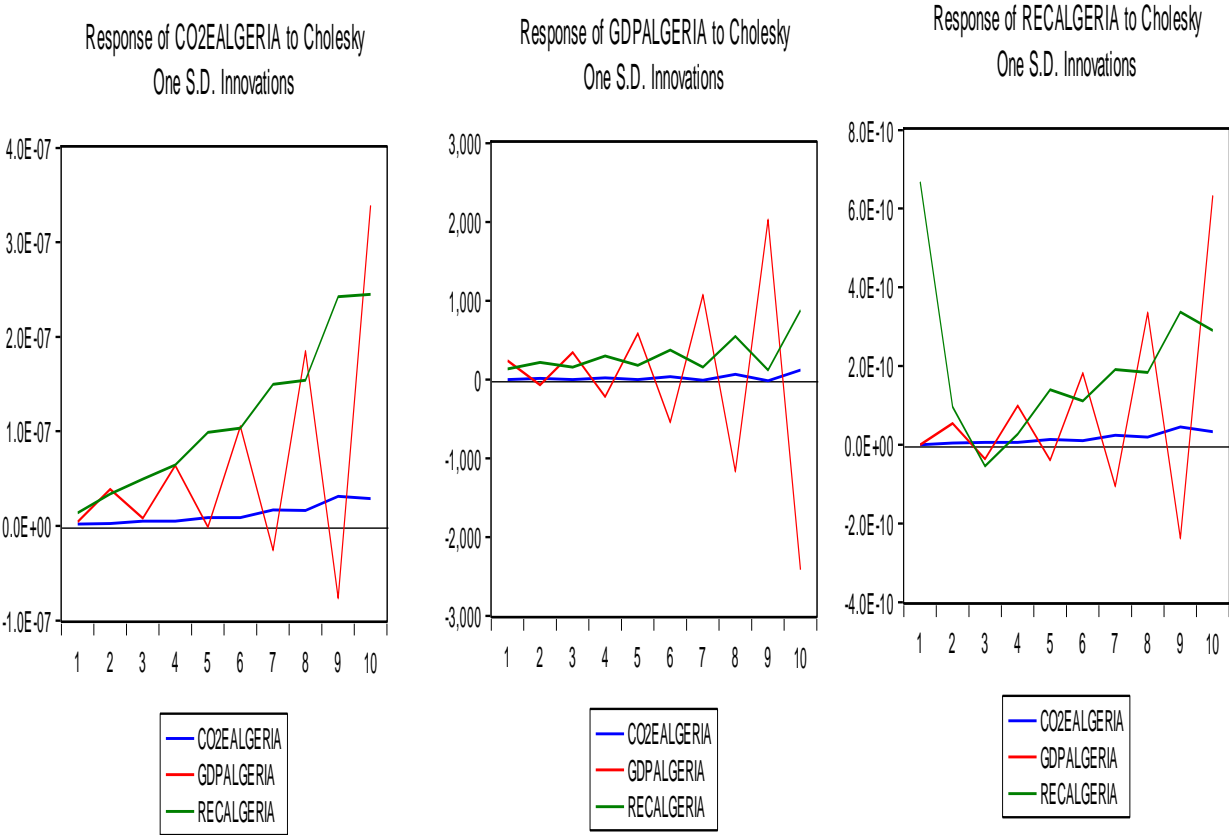 Response of CO2EALGERIA to Cholesky
One S.D. Innovations
4.0E-07
3.0E-07
2.0E-07
1.0E-07
0.0E+00
-1.0E-07
1 2 3 4 5 6 7 8 9 10
CO2EALGERIA
GDPALGERIA
RECALGERIA
Response of GDPALGERIA to Cholesky
One S.D. Innovations
3,000
2,000
1,000
0
-1,000
-2,000
-3,000
1 2 3 4 5 6 7 8 9 10
CO2EALGERIA
GDPALGERIA
RECALGERIA
Response of RECALGERIA to Cholesky
One S.D. Innovations
8.0E-10
6.0E-10
4.0E-10
2.0E-10
0.0E+00
-2.0E-10
-4.0E-10
1 2 3 4 5 6 7 8 9 10
CO2EALGERIA
GDPALGERIA
RECALGERIA